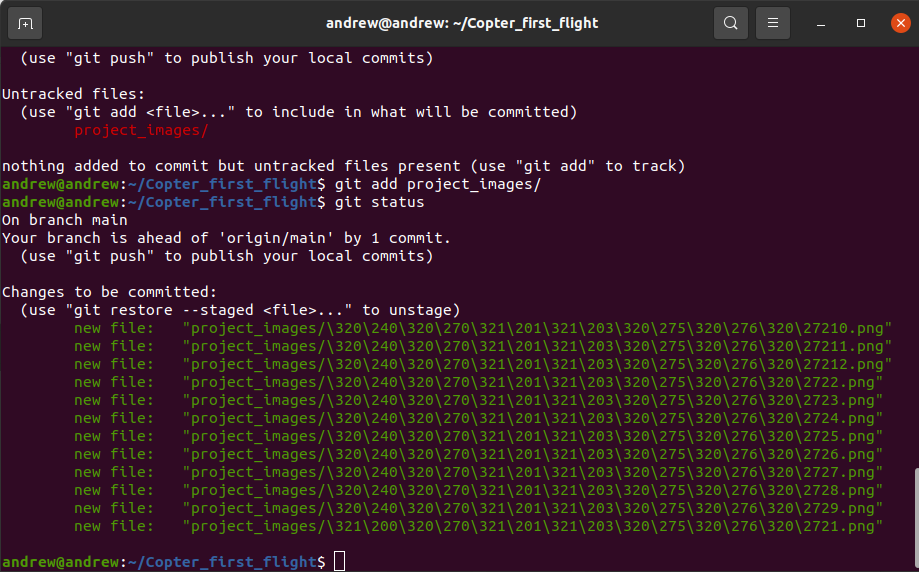 andrew@andrew: ~/Copter_first_flight
  (use "git push" to publish your local commits)
Untracked files:
  (use "git add <file>..." to include in what will be committed)
        project_images/
nothing added to commit but untracked files present (use "git add" to track)
andrew@andrew:~/Copter_first_flight$ git add project_images/
andrew@andrew:~/Copter_first_flight$ git status
On branch main
Your branch is ahead of 'origin/main' by 1 commit.
  (use "git push" to publish your local commits)
Changes to be committed:
  (use "git restore --staged <file>..." to unstage)
        new file:   "project_images/\320\240\320\270\321\201\321\203\320\275\320\276\320\27210.png"
        new file:   "project_images/\320\240\320\270\321\201\321\203\320\275\320\276\320\27211.png"
        new file:   "project_images/\320\240\320\270\321\201\321\203\320\275\320\276\320\27212.png"
        new file:   "project_images/\320\240\320\270\321\201\321\203\320\275\320\276\320\2722.png"
        new file:   "project_images/\320\240\320\270\321\201\321\203\320\275\320\276\320\2723.png"
        new file:   "project_images/\320\240\320\270\321\201\321\203\320\275\320\276\320\2724.png"
        new file:   "project_images/\320\240\320\270\321\201\321\203\320\275\320\276\320\2725.png"
        new file:   "project_images/\320\240\320\270\321\201\321\203\320\275\320\276\320\2726.png"
        new file:   "project_images/\320\240\320\270\321\201\321\203\320\275\320\276\320\2727.png"
        new file:   "project_images/\320\240\320\270\321\201\321\203\320\275\320\276\320\2728.png"
        new file:   "project_images/\320\240\320\270\321\201\321\203\320\275\320\276\320\2729.png"
        new file:   "project_images/\321\200\320\270\321\201\321\203\320\275\320\276\320\2721.png"
andrew@andrew:~/Copter_first_flight$